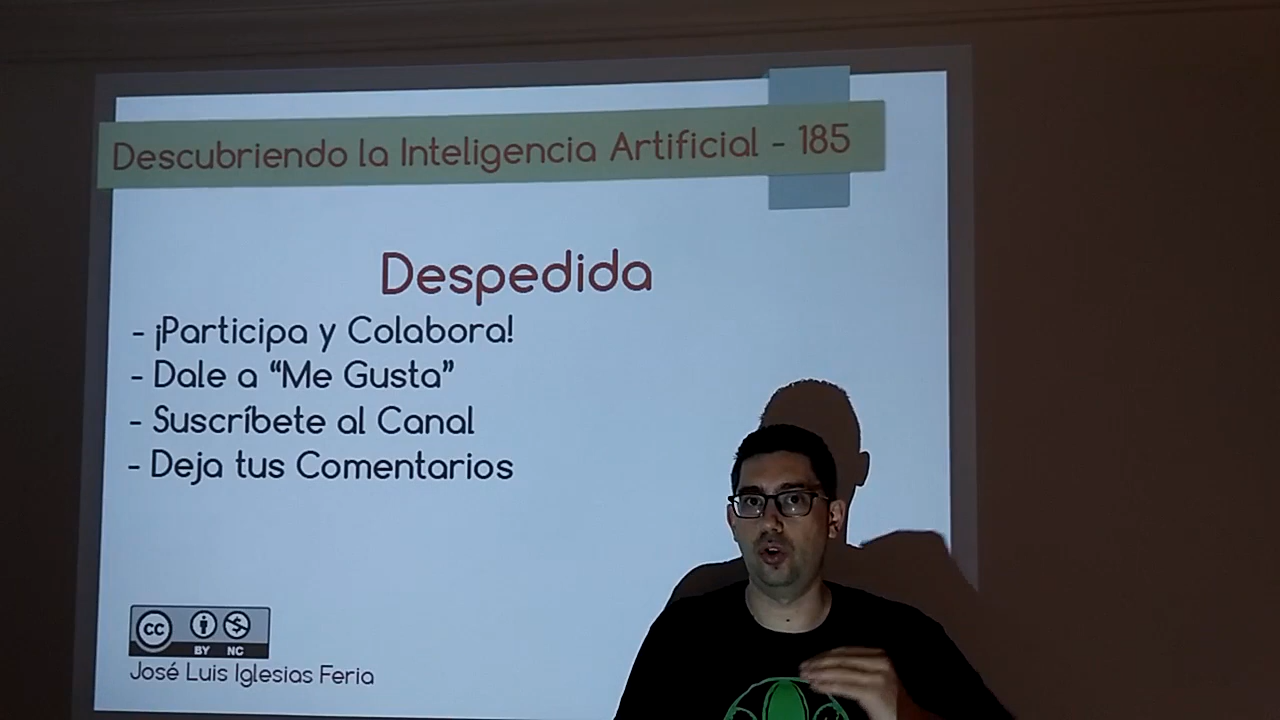 Descubriendo la Inteligencia Artificial - 185
Despedida
- ¡Participa y Colabora!
- Dale a “Me Gusta”
- Suscríbete al Canal
- Deja tus Comentarios
cc
BY NC
José Luis Iglesias Feria